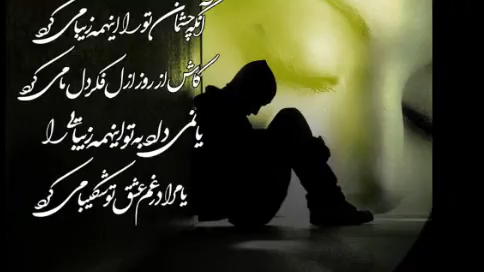 آنکه چشمان تو را اینهمه زیبا می کرد
کاش از روز ازل فکر دل ما می کرد
یا نمی داد به تو اینهمه زیبائی را
یا مرا در غم عشق تو شکیبا می کرد